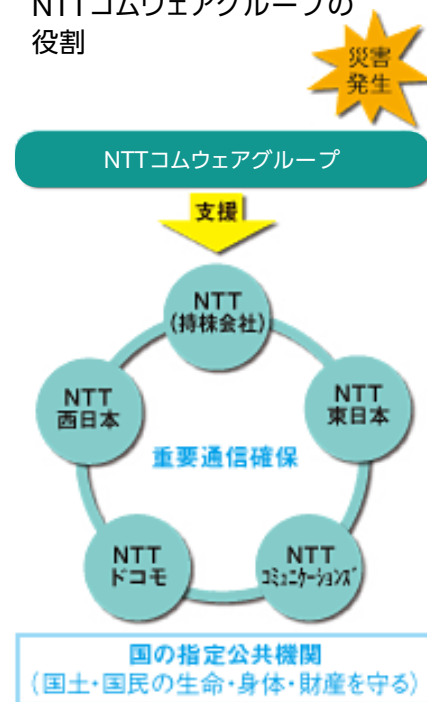 NTTコムウェアグループの
役割
災害
発生
NTTコムウェアグループ
支援
NTT
(持株会社)
NTT
西日本
NTT
東日本
重要通信確保
NTT
ドコモ
NTT
ｺﾐｭﾆｹｰｼｮﾝｽﾞ
国の指定公共機関
(国土・国民の生命・身体・財産を守る)